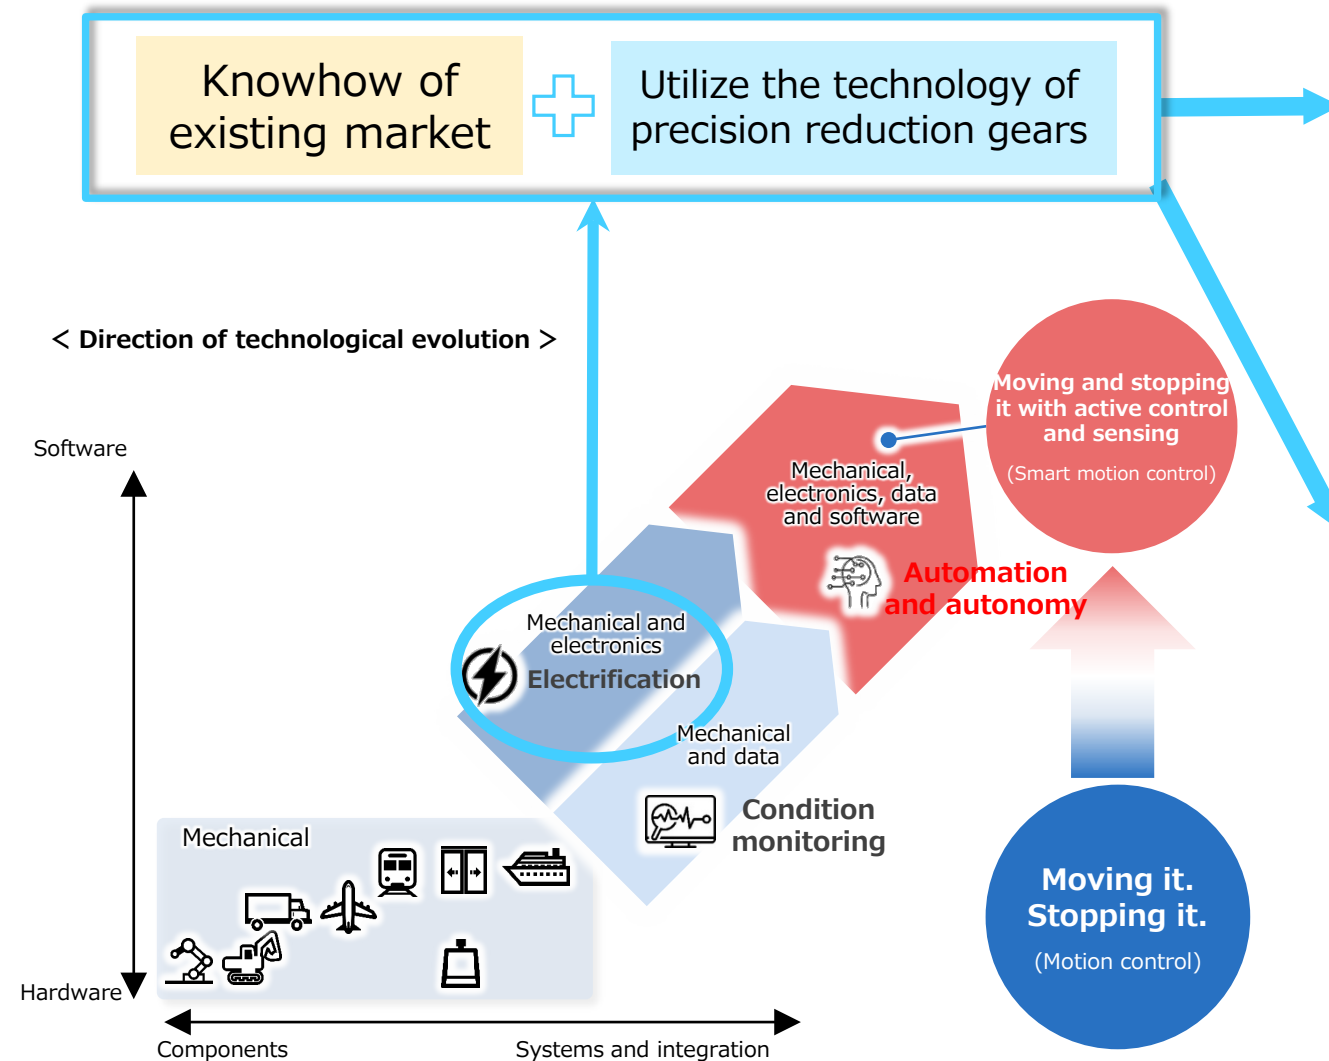 Knowhow of
existing market
Utilize the technology of
precision reduction gears
< Direction of technological evolution >
Software
Hardware
Components
Systems and integration
Mechanical
Mechanical and
electronics
Electrification
Mechanical
and data
Condition
monitoring
Mechanical,
electronics, data
and software
Automation
and autonomy
Moving and stopping
it with active control
and sensing
(Smart motion control)
Moving it.
Stopping it.
(Motion control)